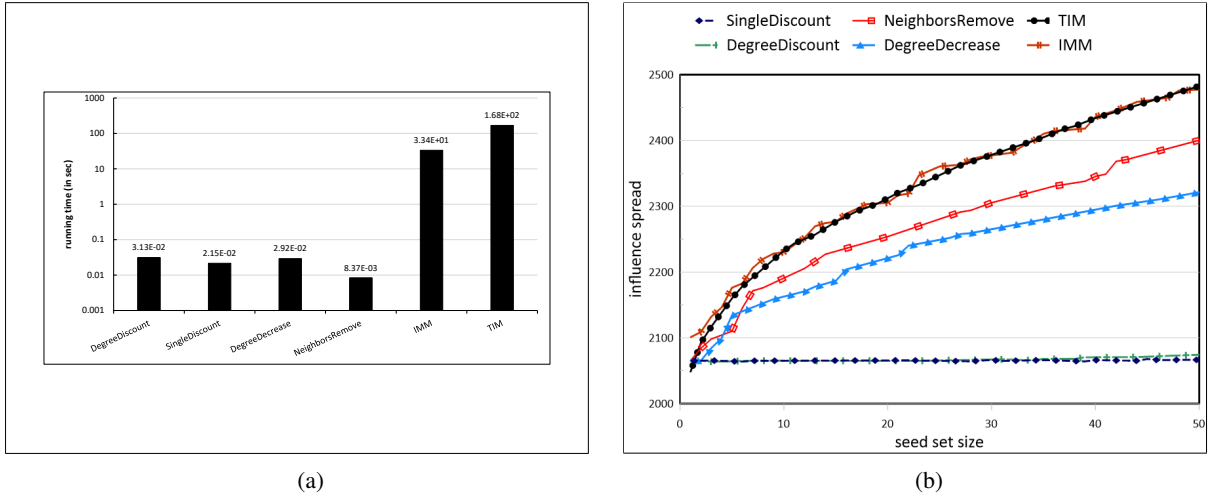 1000
100
10
1
0.1
0.01
0.001
running time (in sec)
3.13E-02
2.15E-02
2.92E-02
8.37E-03
3.34E+01
1.68E+02
DegreeDiscount
SingleDiscount
DegreeDecrease
NeighborsRemove
IMM
TIM
(a)
SingleDiscount NeighborsRemove TIM
DegreeDiscount DegreeDecrease IMM
2500
2400
2300
2200
2100
2000
influence spread
0 10 20 30 40 50
seed set size
(b)